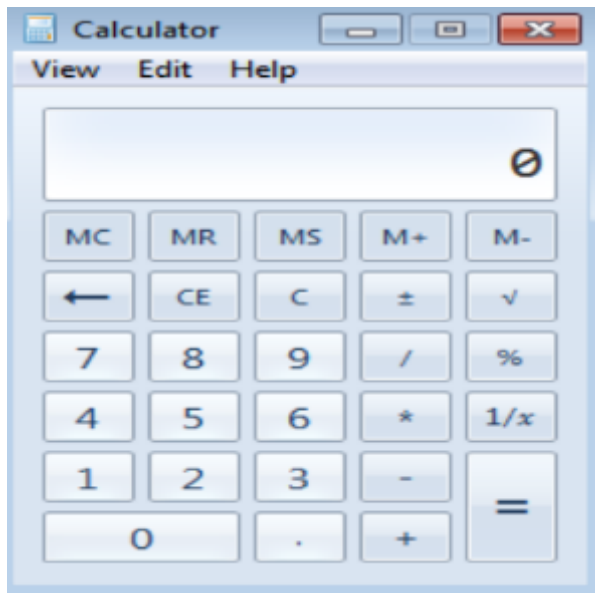 Calculator
View Edit Help
0
MC MR MS M+ M-
← CE C ± √
7 8 9 / %
4 5 6 * 1/x
1 2 3 - =
0 . +